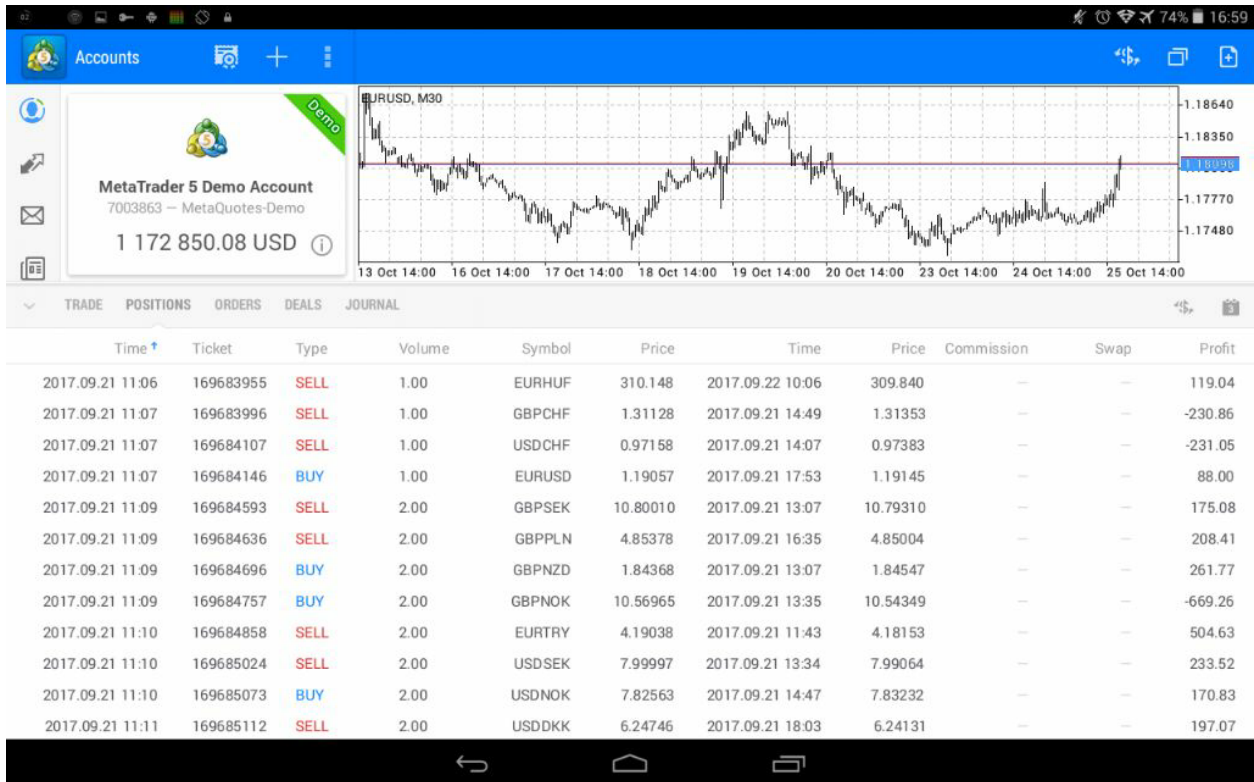 74% 16:59
Accounts
Demo
MetaTrader 5 Demo Account
7003863 – MetaQuotes-Demo
1 172 850.08 USD
EURUSD, M30
1.18640
1.18350
1.18098
1.17770
1.17480
13 Oct 14:00 16 Oct 14:00 17 Oct 14:00 18 Oct 14:00 19 Oct 14:00 20 Oct 14:00 23 Oct 14:00 24 Oct 14:00 25 Oct 14:00
TRADE POSITIONS ORDERS DEALS JOURNAL
Time Ticket Type Volume Symbol Price Time Price Commission Swap Profit
2017.09.21 11:06 169683955 SELL 1.00 EURHUF 310.148 2017.09.22 10:06 309.840 – – 119.04
2017.09.21 11:07 169683996 SELL 1.00 GBPCHF 1.31128 2017.09.21 14:49 1.31353 – – -230.86
2017.09.21 11:07 169684107 SELL 1.00 USDCHF 0.97158 2017.09.21 14:07 0.97383 – – -231.05
2017.09.21 11:07 169684146 BUY 1.00 EURUSD 1.19057 2017.09.21 17:53 1.19145 – – 88.00
2017.09.21 11:09 169684593 SELL 2.00 GBPSEK 10.80010 2017.09.21 13:07 10.79310 – – 175.08
2017.09.21 11:09 169684636 SELL 2.00 GBPPLN 4.85378 2017.09.21 16:35 4.85004 – – 208.41
2017.09.21 11:09 169684696 BUY 2.00 GBPNZD 1.84368 2017.09.21 13:07 1.84547 – – 261.77
2017.09.21 11:09 169684757 BUY 2.00 GBPNOK 10.56965 2017.09.21 13:35 10.54349 – – -669.26
2017.09.21 11:10 169684858 SELL 2.00 EURTRY 4.19038 2017.09.21 11:43 4.18153 – – 504.63
2017.09.21 11:10 169685024 SELL 2.00 USDSEK 7.99997 2017.09.21 13:34 7.99064 – – 233.52
2017.09.21 11:10 169685073 BUY 2.00 USDNOK 7.82563 2017.09.21 14:47 7.83232 – – 170.83
2017.09.21 11:11 169685112 SELL 2.00 USDDKK 6.24746 2017.09.21 18:03 6.24131 – – 197.07